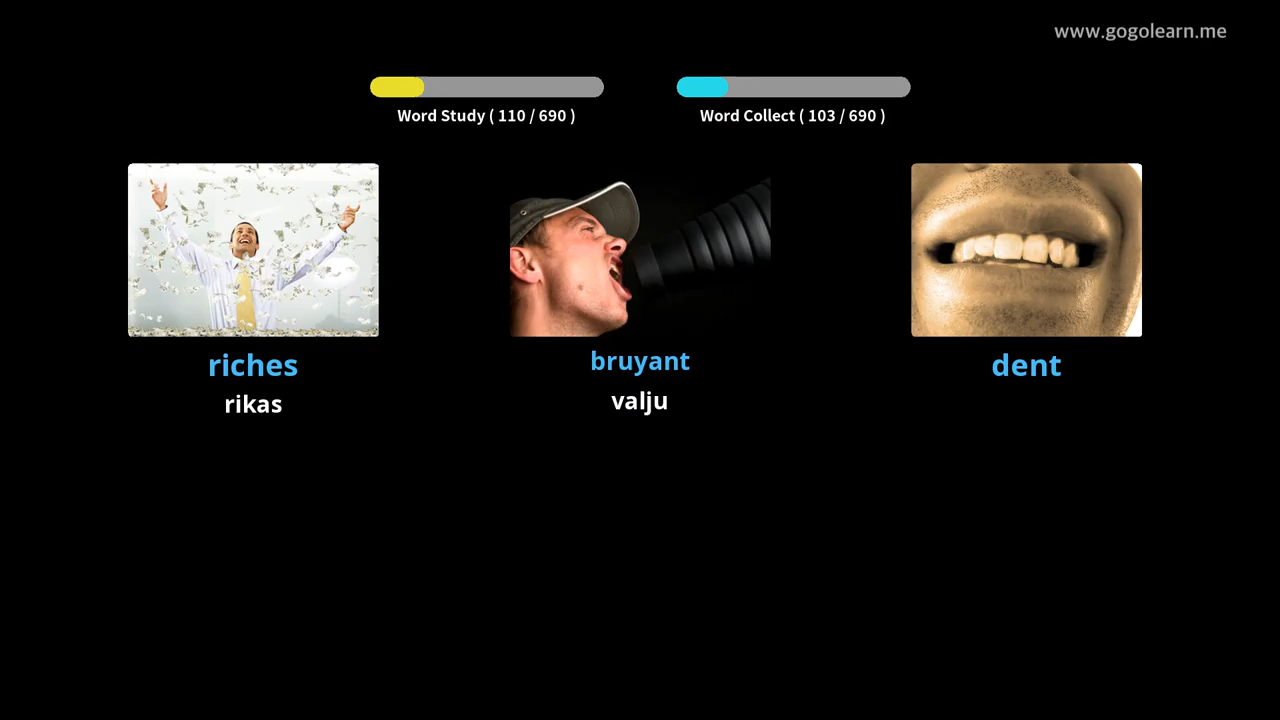 www.gogolearn.me
Word Study ( 110 / 690 )
Word Collect ( 103 / 690 )
riches
rikas
bruyant
valju
dent